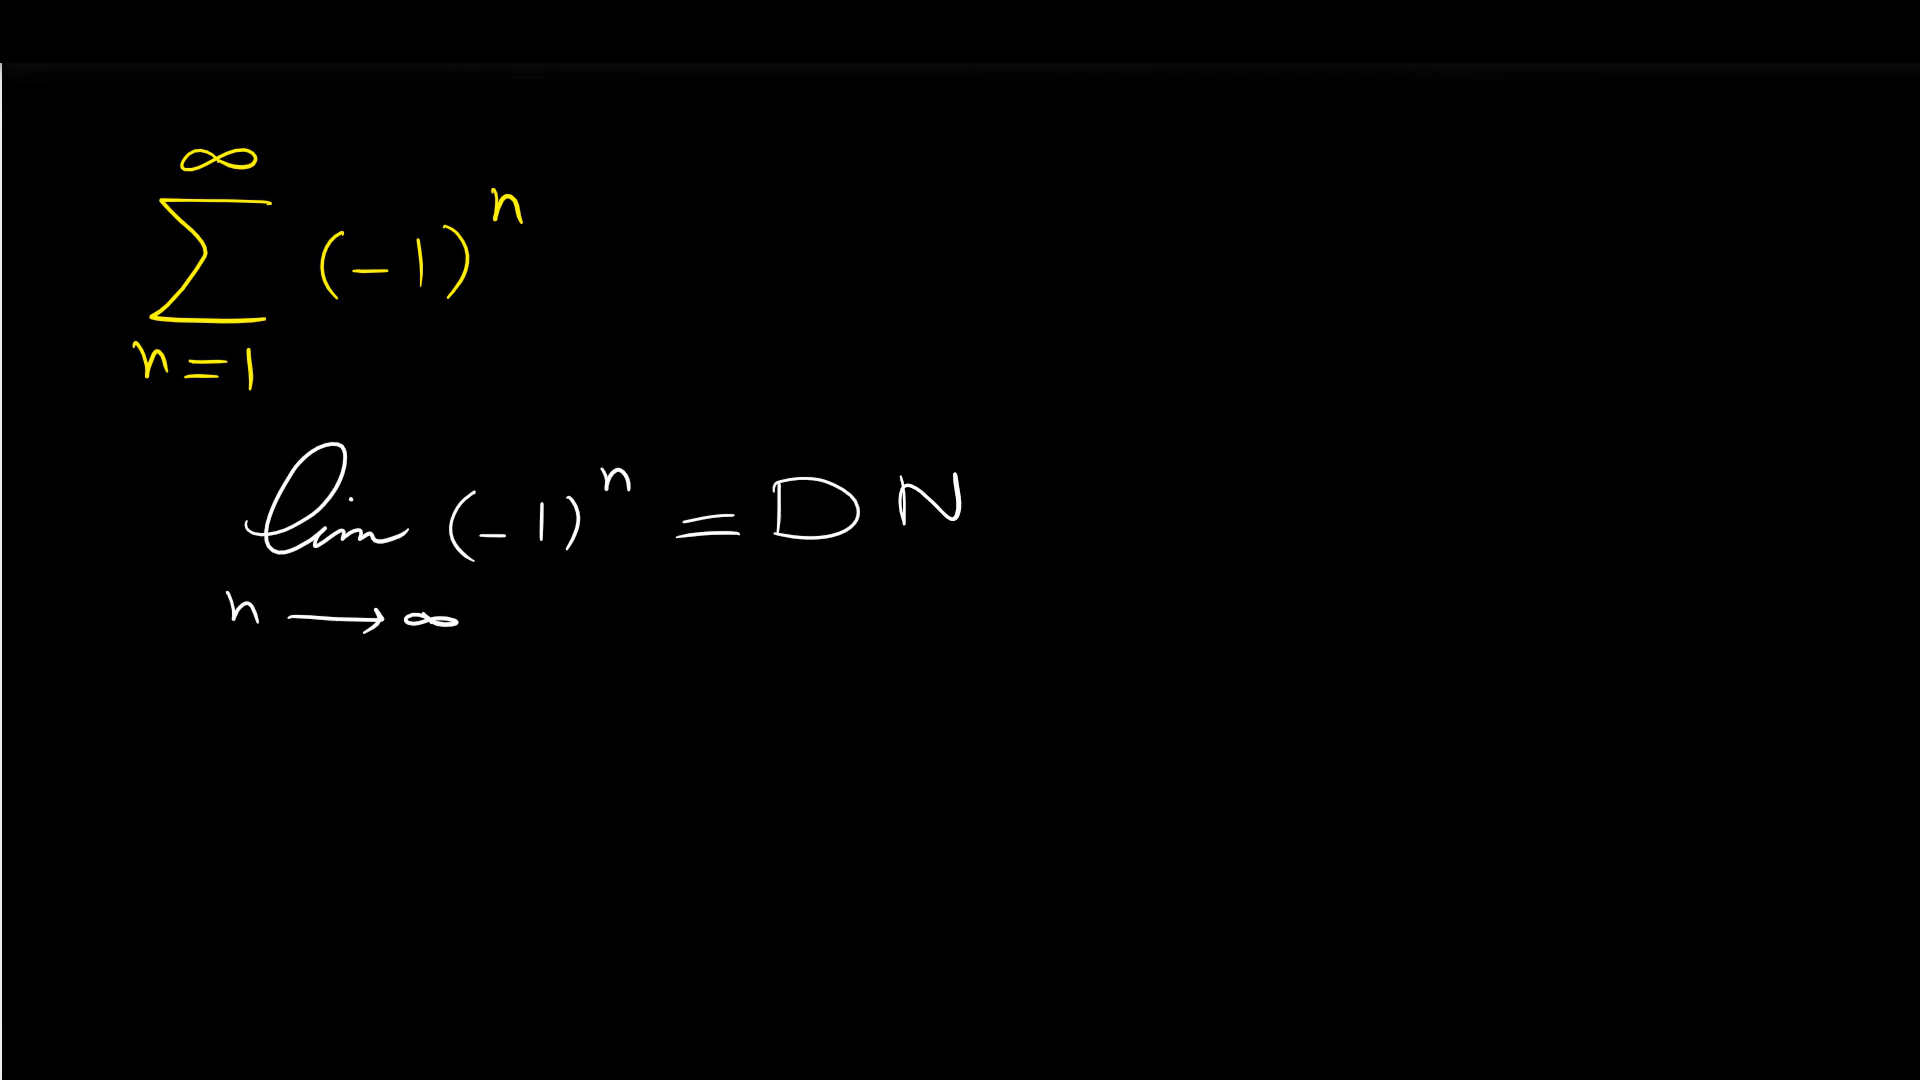 ∞
∑ (-1)^n
n=1
lim (-1)^n = DN
n → ∞